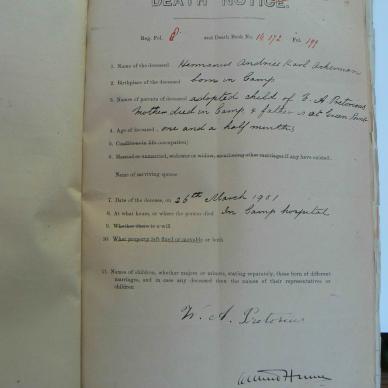 DEATH NOTICE.
Reg. Fol. 8 and Death Book No. 14 172 Fol. 199
1. Name of the deceased Hermanus Andries Karl Ackerman
2. Birthplace of the deceased born in Camp
3. Names of parents of deceased adopted child of F. A Pretorius
Mother died in Camp & father is at Green Point
4. Age of deceased, one and a half months
5. Condition in life (occupation)
6. Married or unmarried, widower or widow, mentioning other marriages if any have existed.
Name of surviving spouse
7. Date of the decease, on 26th March 1901
8. At what house, or where the person died In Camp hospital
9. Whether there is a will
10. What property left fixed or movable or both
11. Names of children, whether majors or minors, stating separately, those born of different
marriages, and in case any deceased then the names of their representatives or
children
A. Pretorius